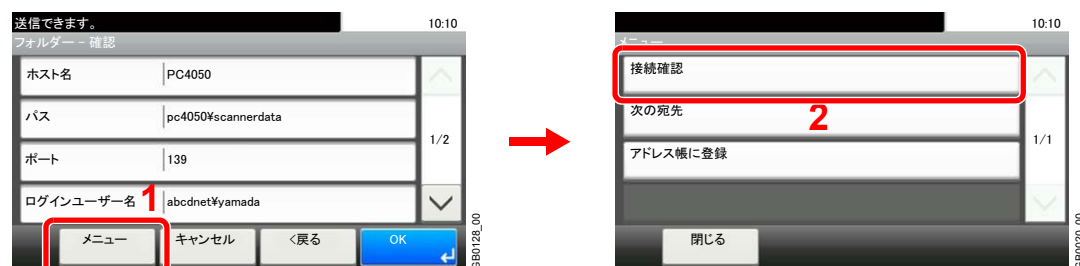 送信できます。 10:10
フォルダー - 確認
ホスト名 PC4050
パス pc4050¥scannerdata
ポート 139
ログインユーザー名 abcdnet¥yamada
1/2
1
メニュー キャンセル <戻る OK
GB0128_00
10:10
メニュー
接続確認
次の宛先
2
アドレス帳に登録
1/1
閉じる